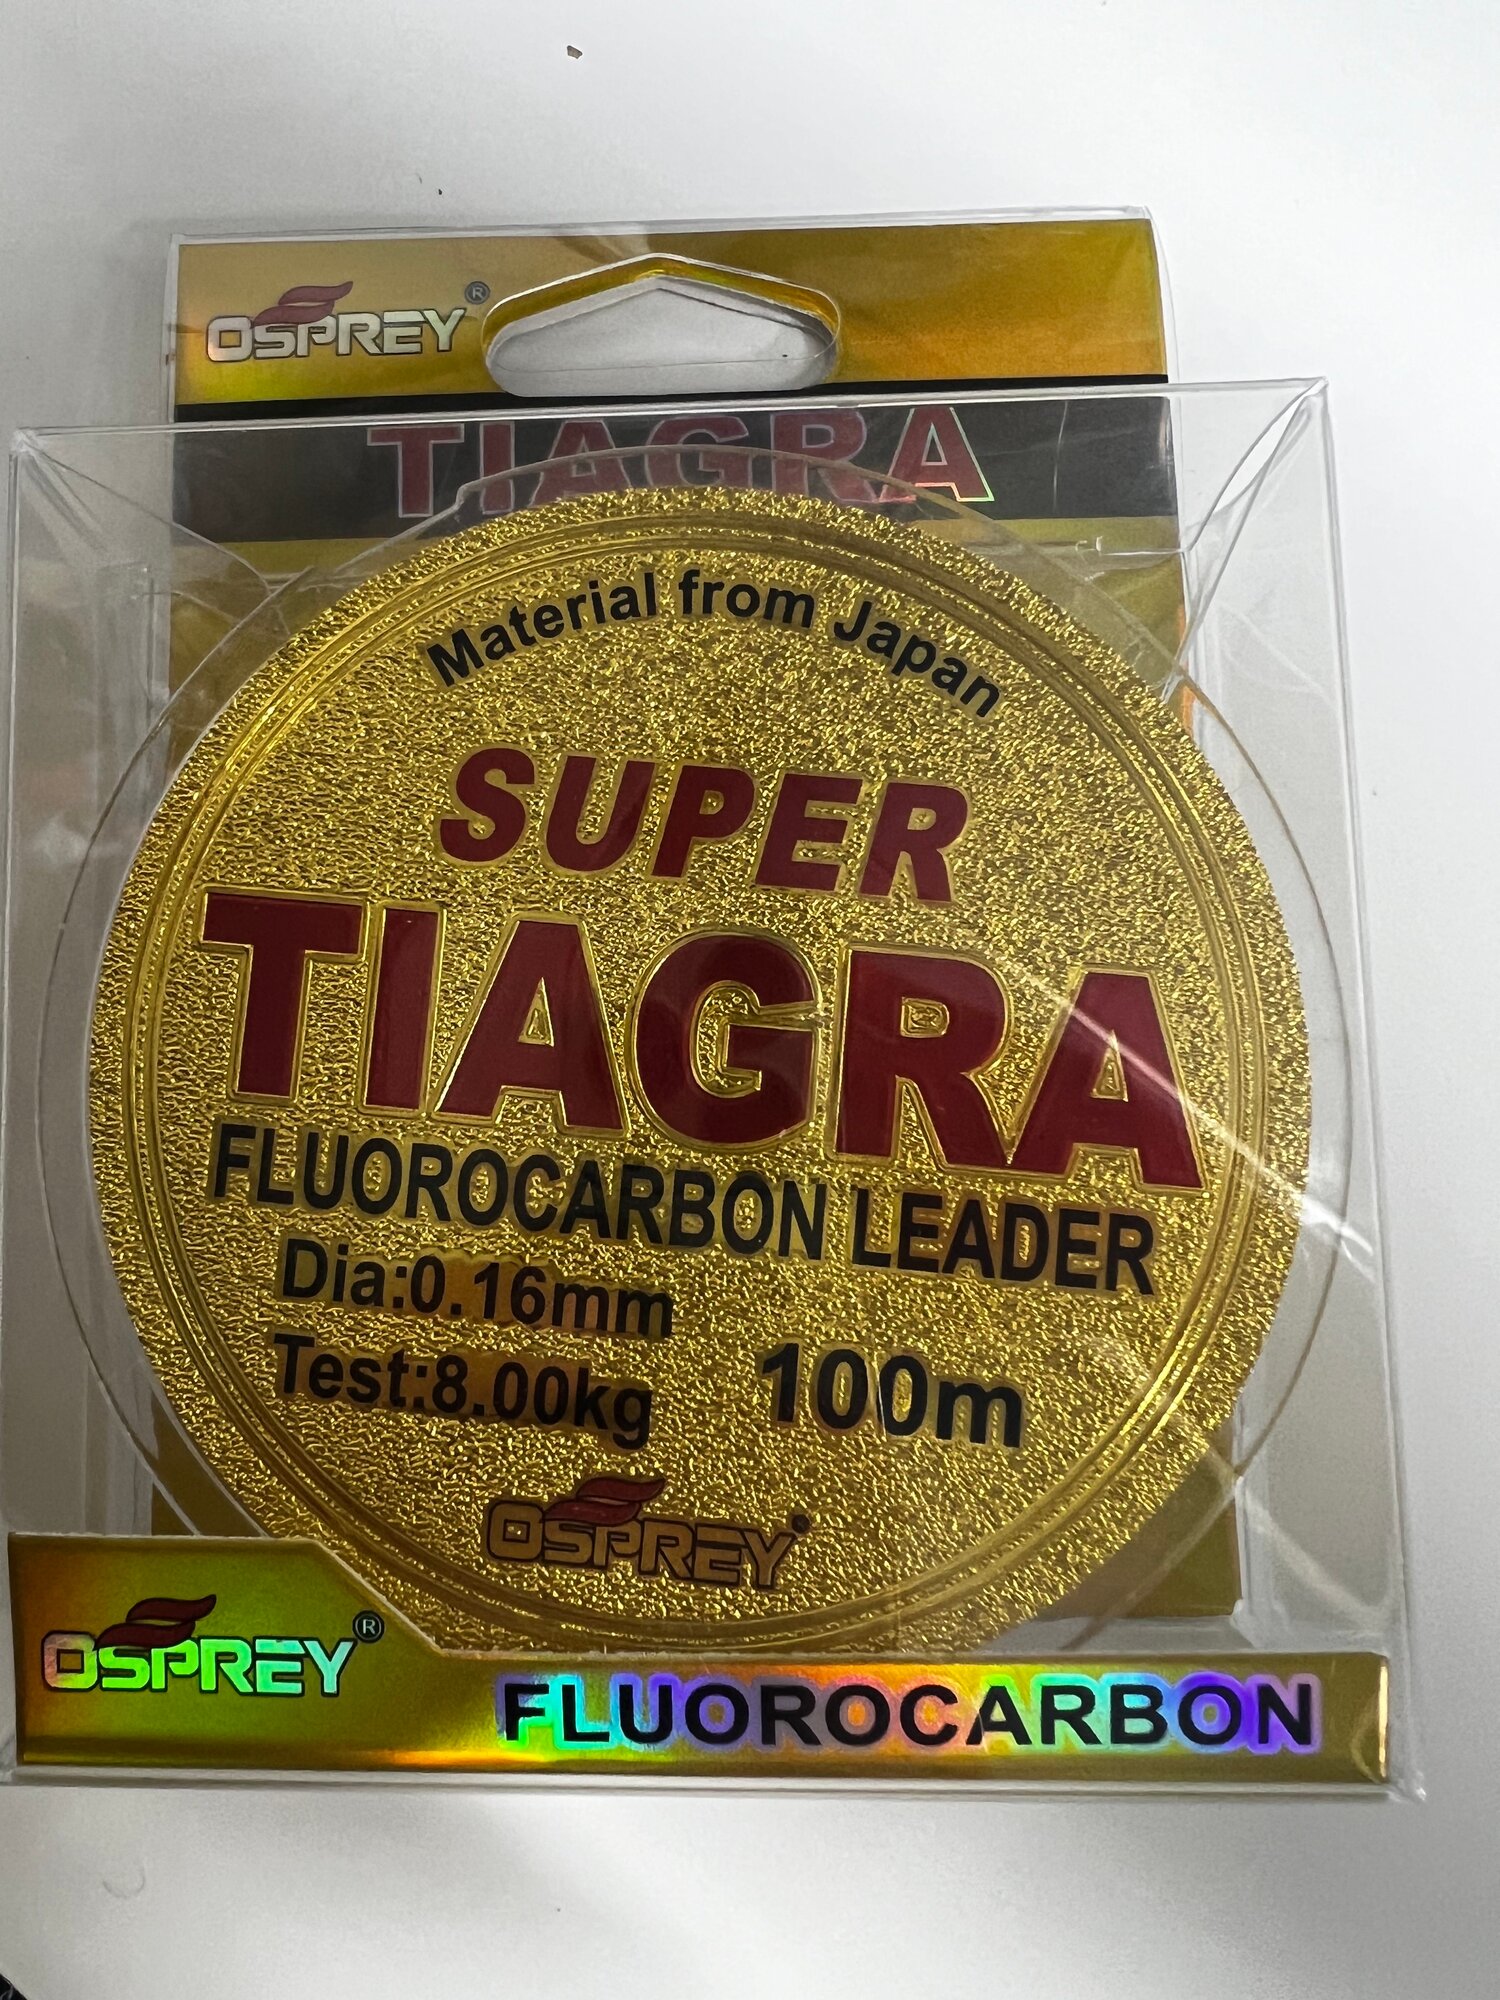 OSPREY®
TIAGRA
Material from Japan
SUPER
TIAGRA
FLUOROCARBON LEADER
Dia:0.16mm
Test:8.00kg
100m
OSPREY
OSPREY®
FLUOROCARBON